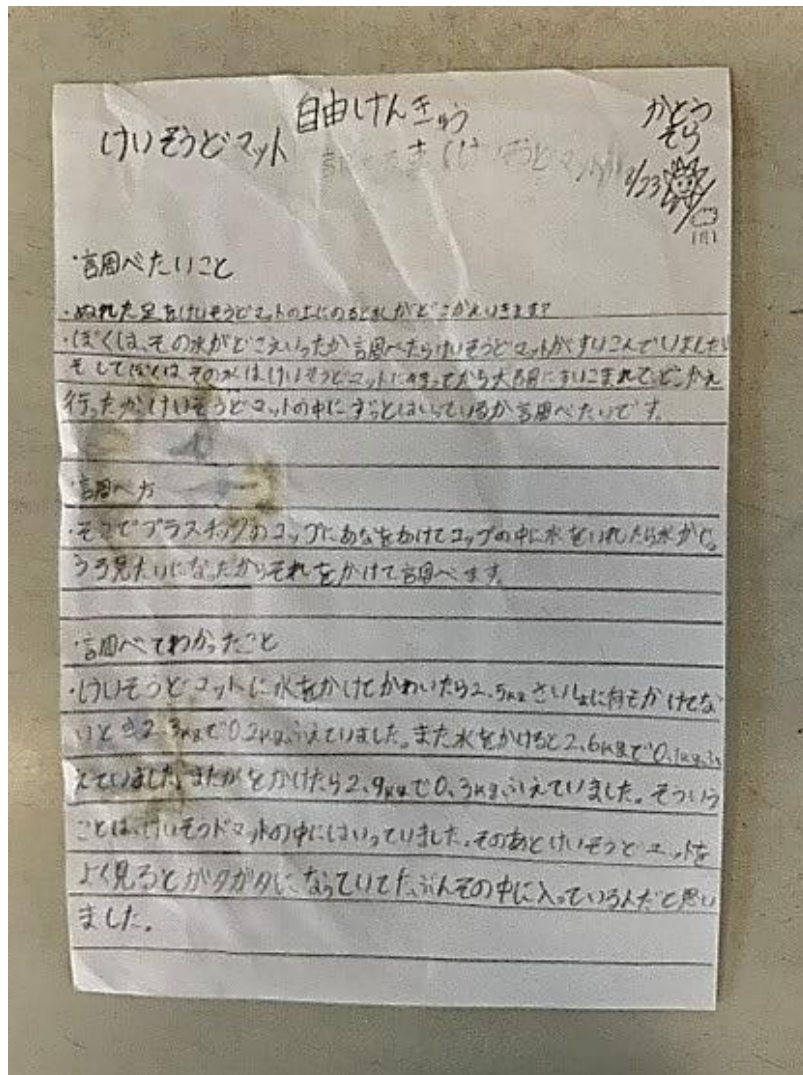 自由けんきゅう
けいそうどマット
かとう
そら
8/23
・調べたいこと
・ぬれた足をけいそうどマットの上にのると水がどこかえいきます?
・ぼくは、その水がどこえいったか調べたらけいそうどマットがすいこんでいました。
そしてぼくは、その水はけいそうどマットに すいこまれて、どこかえ
行ったかけいそうどマットの中にずっとはいっているか調べたいです。
・調べ方
・そこでプラスチックのコップにあなをあけてコップの中に水をいれたら水がじょ
うろ見たいになったからそれをかけて調べます。
・調べてわかったこと
・けいそうどマットに水をかけてかわいたら2.5kgさいしょに何もかけてな
いとき2.3kgで0.2kgふえていました。また水をかけると2.6kgで0.1kgふ
えていました。また水をかけたら2.9kgで0.3kgふえていました。そういう
ことは、けいそうドマットの中にはいっていました。そのあとけいそうどマットを
よく見るとガタガタになっていてたぶんその中に入っているんだと思い
ました。